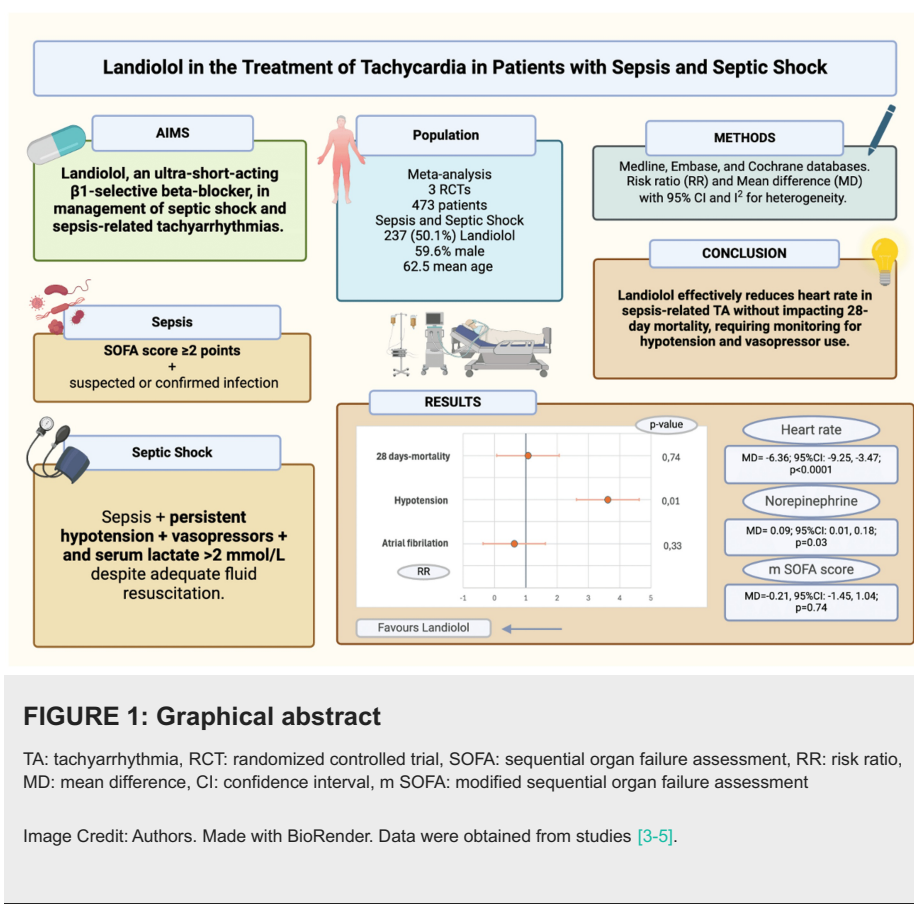 Landiolol in the Treatment of Tachycardia in Patients with Sepsis and Septic Shock
AIMS
Landiolol, an ultra-short-acting
β1-selective beta-blocker, in
management of septic shock and
sepsis-related tachyarrhythmias.
Population
Meta-analysis
3 RCTs
473 patients
Sepsis and Septic Shock
237 (50.1%) Landiolol
59.6% male
62.5 mean age
METHODS
Medline, Embase, and Cochrane databases.
Risk ratio (RR) and Mean difference (MD)
with 95% CI and I² for heterogeneity.
CONCLUSION
Landiolol effectively reduces heart rate in
sepsis-related TA without impacting 28-
day mortality, requiring monitoring for
hypotension and vasopressor use.
Sepsis
SOFA score ≥2 points
+
suspected or confirmed infection
Septic Shock
Sepsis + persistent
hypotension + vasopressors +
and serum lactate >2 mmol/L
despite adequate fluid
resuscitation.
RESULTS
p-value
28 days-mortality
0,74
Hypotension
0,01
Atrial fibrilation
0,33
RR
-1 0 1 2 3 4 5
Favours Landiolol
Heart rate
MD= -6.36; 95%CI: -9.25, -3.47;
p<0.0001
Norepinephrine
MD= 0.09; 95%CI: 0.01, 0.18;
p=0.03
m SOFA score
MD=-0.21, 95%CI: -1.45, 1.04;
p=0.74
FIGURE 1: Graphical abstract
TA: tachyarrhythmia, RCT: randomized controlled trial, SOFA: sequential organ failure assessment, RR: risk ratio,
MD: mean difference, CI: confidence interval, m SOFA: modified sequential organ failure assessment
Image Credit: Authors. Made with BioRender. Data were obtained from studies [3-5].